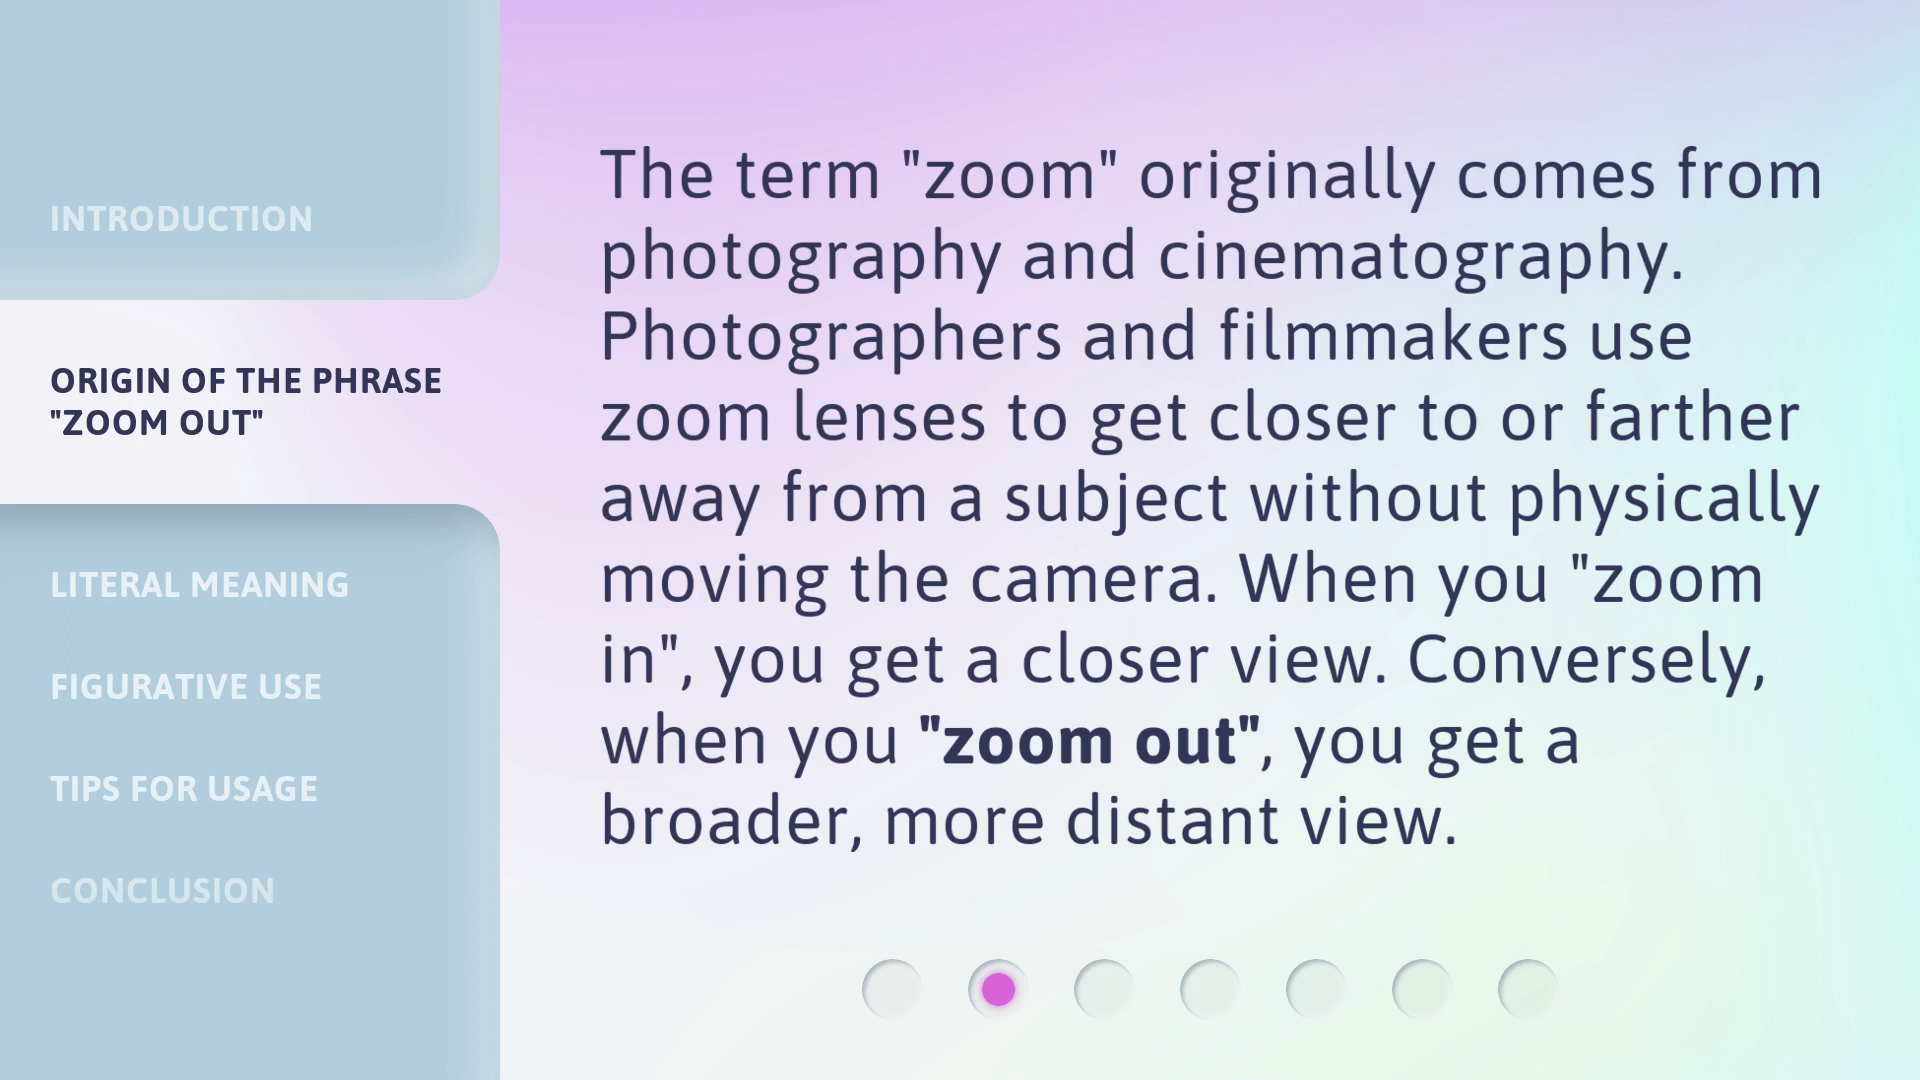 INTRODUCTION
ORIGIN OF THE PHRASE
"ZOOM OUT"
LITERAL MEANING
FIGURATIVE USE
TIPS FOR USAGE
CONCLUSION
The term "zoom" originally comes from
photography and cinematography.
Photographers and filmmakers use
zoom lenses to get closer to or farther
away from a subject without physically
moving the camera. When you "zoom
in", you get a closer view. Conversely,
when you "zoom out", you get a
broader, more distant view.